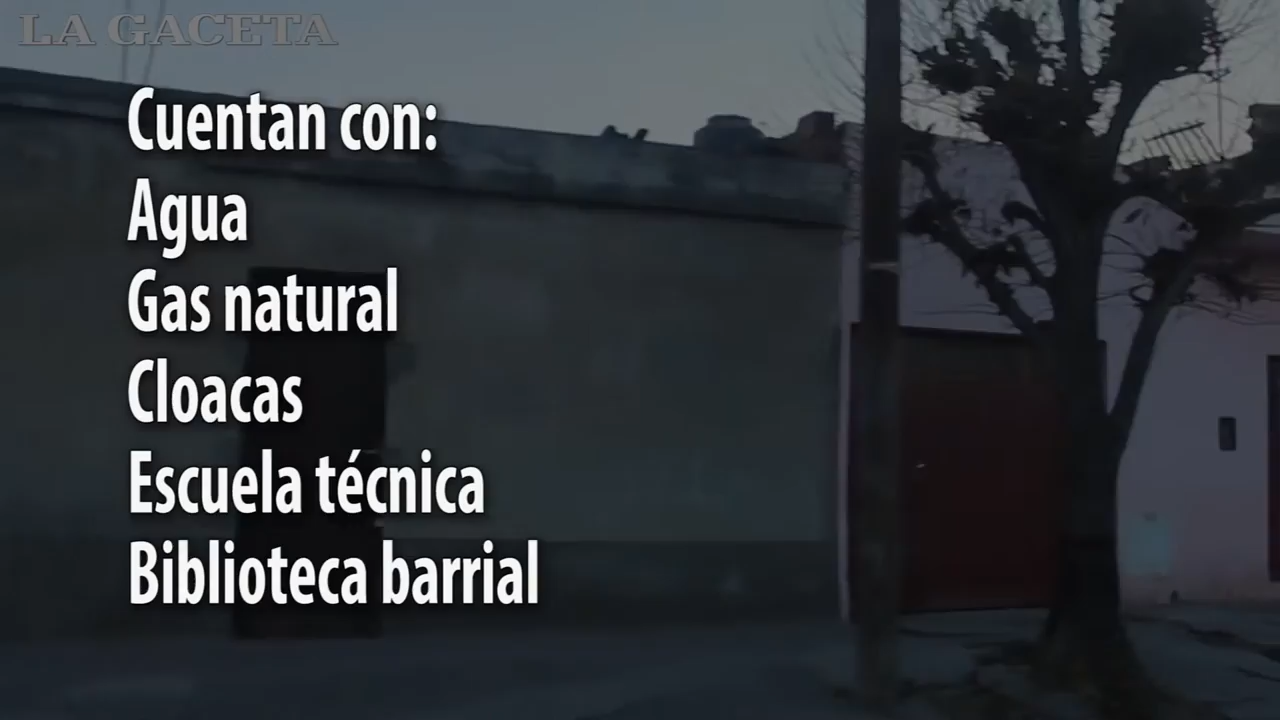 LA GACETA
Cuentan con:
Agua
Gas natural
Cloacas
Escuela técnica
Biblioteca barrial